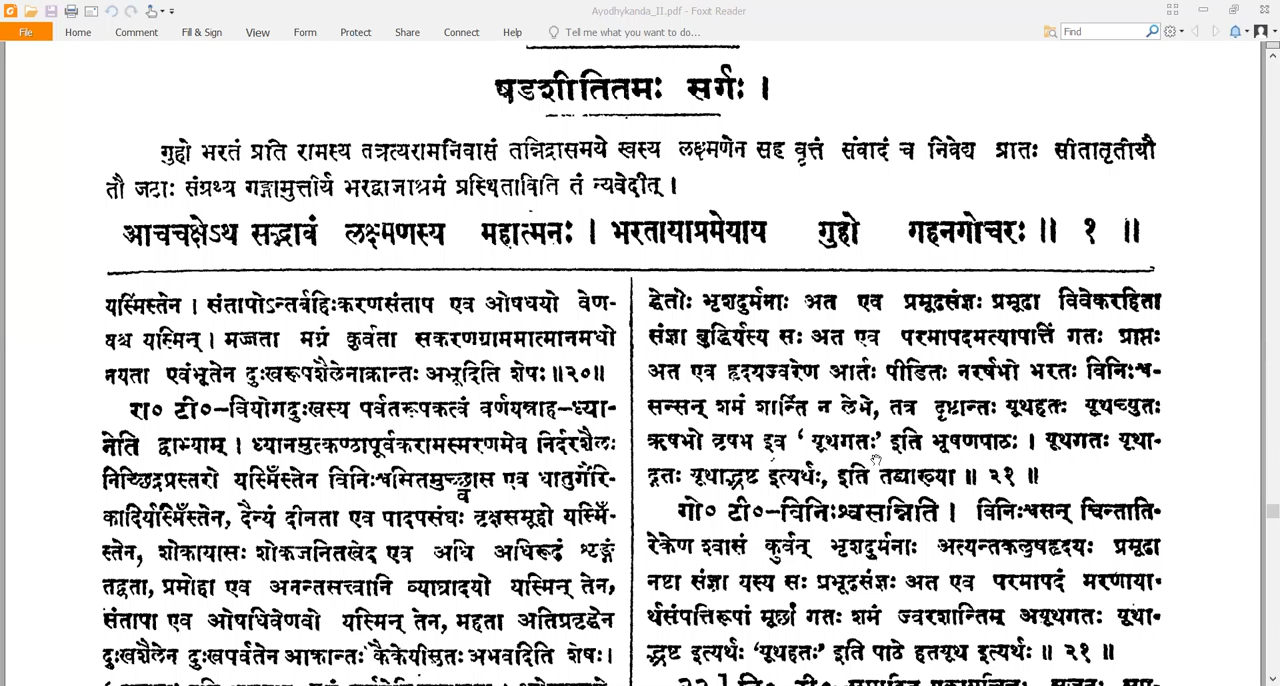 Ayodhykanda_II.pdf - Foxit Reader
File Home Comment Fill & Sign View Form Protect Share Connect Help Tell me what you want to do... Find
षडशीतितमः सर्गः ।
गुहो भरतं प्रति रामस्य तत्रत्यरामनिवासं तन्निद्रासमये स्वस्य लक्ष्मणेन सह वृत्तं संवादं च निवेद्य प्रातः सीतातृतीयौ
तौ जटाः संग्रथ्य गङ्गामुत्तीर्य भरद्वाजाश्रमं प्रस्थिताविति तं न्यवेदीत् ।
आचचक्षेऽथ सद्भावं लक्ष्मणस्य महात्मनः । भरतायाप्रमेयाय गुहो गहनगोचरः ॥ १ ॥
यस्मिंस्तेन । संतापोऽन्तर्बहिःकरणसंताप एव ओषधयो वेण-
वश्च यस्मिन् । मज्जता मग्नं कुर्वता सकरणग्राममात्मानमधो
नयता एवंभूतेन दुःखरूपशैलेनाक्रान्तः अभूदिति शेषः ॥२०॥
रा० टी०-वियोगदुःखस्य पर्वतरूपकत्वं वर्णयन्नाह-ध्या-
नेति द्वाभ्याम् । ध्यानमुत्कण्ठापूर्वकरामस्मरणमेव निर्दरशैलः
निच्छिद्रप्रस्तरो यस्मिँस्तेन विनिःश्वसितमुच्छ्वास एव धातुर्गैरि-
कादिर्यस्मिँस्तेन, दैन्यं दीनता एव पादपसंघः वृक्षसमूहो यस्मिँ-
स्तेन, शोकायासः शोकजनितखेद एव अधि अधिरूढं शृङ्गं
तद्वता, प्रमोहा एव अनन्तसत्त्वानि व्याघ्रादयो यस्मिन् तेन,
संतापा एव ओषधिवेणवो यस्मिन् तेन, महता अतिप्रवृद्धेन
दुःखशैलेन दुःखपर्वतेन आक्रान्तः कैकेयीसुतः अभवदिति शेषः।
द्धेतोः भृशदुर्मनाः अत एव प्रमूढसंज्ञः प्रमूढा विवेकरहिता
संज्ञा बुद्धिर्यस्य सः अत एव परमापदमत्यापत्तिं गतः प्राप्तः
अत एव हृदयज्वरेण आर्तः पीडितः नरर्षभो भरतः विनिःश्व-
सन्सन् शमं शान्तिं न लेभे, तत्र दृष्टान्तः यूथहतः यूथच्युतः
ऋषभो वृषभ इव ‘ यूथगतः’ इति भूषणपाठः । यूथगतः यूथा-
द्गतः यूथाद्भ्रष्ट इत्यर्थः, इति तद्व्याख्या ॥ २१ ॥
गो० टी०-विनिःश्वसन्निति । विनिःश्वसन् चिन्ताति-
रेकेण श्वासं कुर्वन् भृशदुर्मनाः अत्यन्तकलुषहृदयः प्रमूढा
नष्टा संज्ञा यस्य सः प्रभूढसंज्ञः अत एव परमापदं मरणाया-
र्थसंपत्तिरूपां मूर्छां गतः शमं ज्वरशान्तिम् अयूथगतः यूथा-
द्भ्रष्ट इत्यर्थः ‘यूथहतः’ इति पाठे हतयूथ इत्यर्थः ॥ २१ ॥